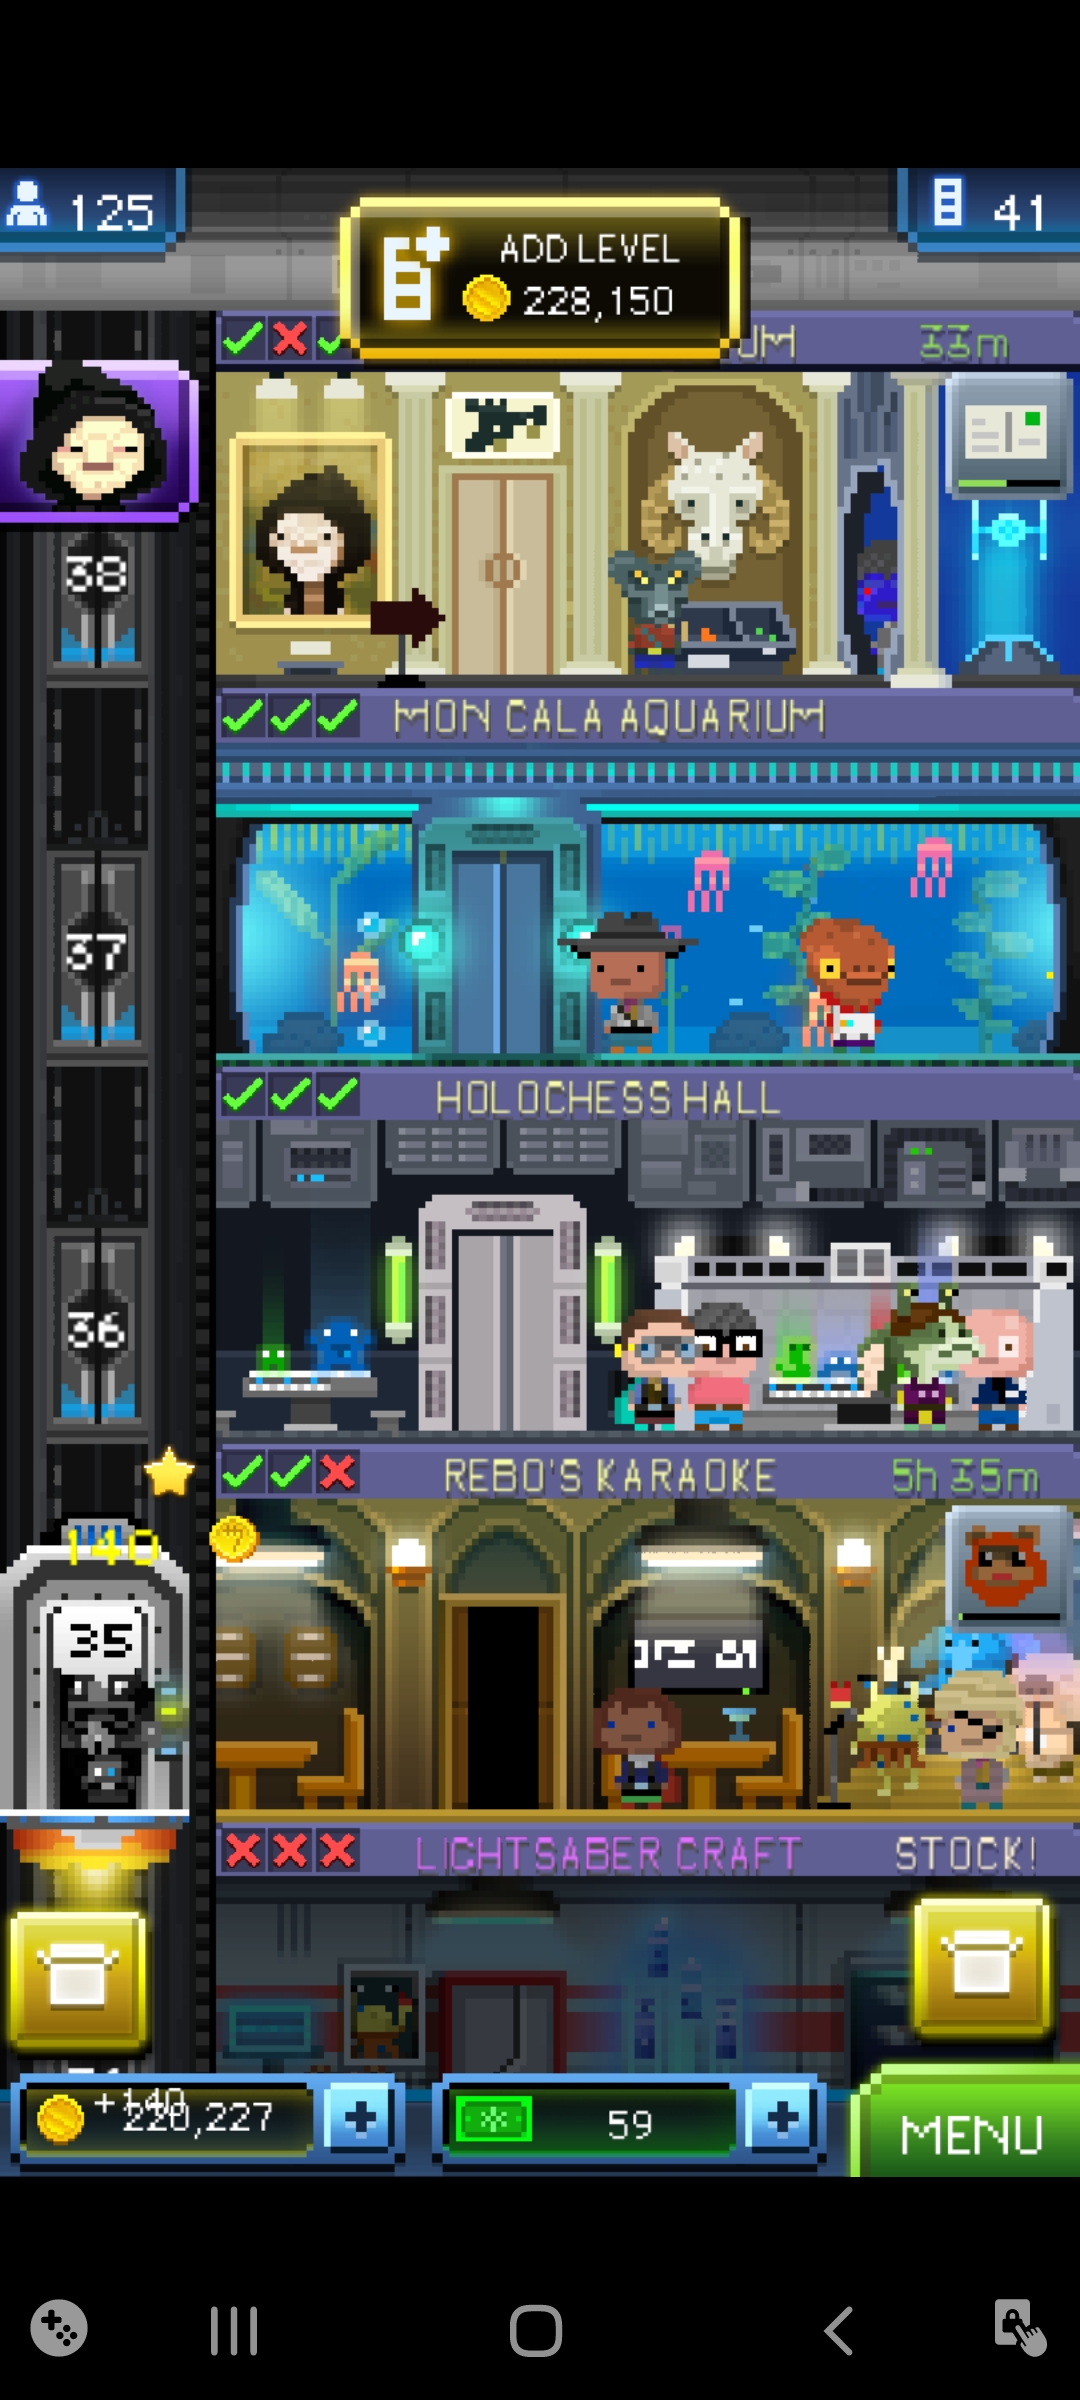 125
ADD LEVEL
228,150
41
UM
33m
38
MON CALA AQUARIUM
37
HOLOCHESS HALL
36
REBO'S KARAOKE
5h 35m
140
35
LIGHTSABER CRAFT
STOCK!
+140
220,227
59
MENU